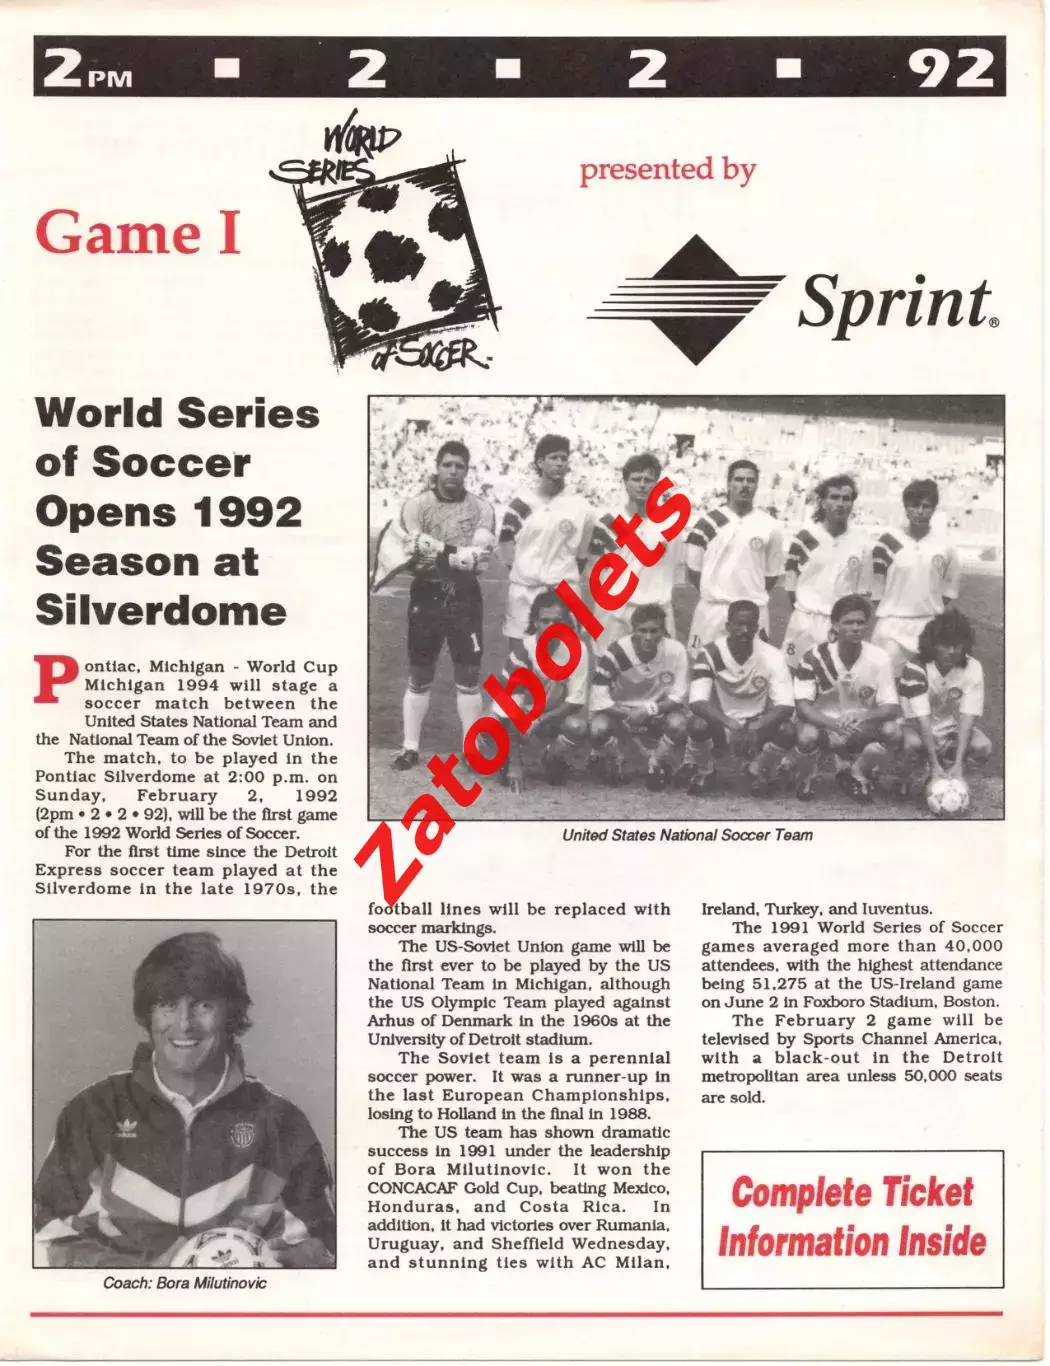 2PM ■ 2 ■ 2 ■ 92
WORLD
SERIES
of SOCCER
Game I
presented by
Sprint®
World Series
of Soccer
Opens 1992
Season at
Silverdome
Pontiac, Michigan - World Cup
Michigan 1994 will stage a
soccer match between the
United States National Team and
the National Team of the Soviet Union.
The match, to be played in the
Pontiac Silverdome at 2:00 p.m. on
Sunday, February 2, 1992
(2pm • 2 • 2 • 92), will be the first game
of the 1992 World Series of Soccer.
For the first time since the Detroit
Express soccer team played at the
Silverdome in the late 1970s, the
Coach: Bora Milutinovic
United States National Soccer Team
Zatobolets
football lines will be replaced with
soccer markings.
The US-Soviet Union game will be
the first ever to be played by the US
National Team in Michigan, although
the US Olympic Team played against
Arhus of Denmark in the 1960s at the
University of Detroit stadium.
The Soviet team is a perennial
soccer power. It was a runner-up in
the last European Championships,
losing to Holland in the final in 1988.
The US team has shown dramatic
success in 1991 under the leadership
of Bora Milutinovic. It won the
CONCACAF Gold Cup, beating Mexico,
Honduras, and Costa Rica. In
addition, it had victories over Rumania,
Uruguay, and Sheffield Wednesday,
and stunning ties with AC Milan,
Ireland, Turkey, and Iuventus.
The 1991 World Series of Soccer
games averaged more than 40,000
attendees, with the highest attendance
being 51,275 at the US-Ireland game
on June 2 in Foxboro Stadium, Boston.
The February 2 game will be
televised by Sports Channel America,
with a black-out in the Detroit
metropolitan area unless 50,000 seats
are sold.
Complete Ticket
Information Inside